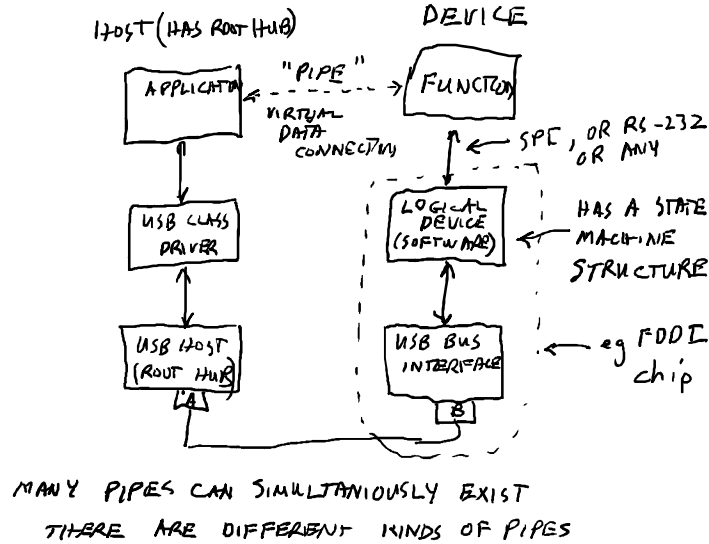 HOST (HAS ROOT HUB)
DEVICE
APPLICATION
"PIPE"
VIRTUAL
DATA
CONNECTION
FUNCTION
SPI, OR RS-232
OR ANY
USB CLASS
DRIVER
LOGICAL
DEVICE
(SOFTWARE)
HAS A STATE
MACHINE
STRUCTURE
USB HOST
(ROUT HUB)
A
USB BUS
INTERFACE
B
eg FDDI
chip
MANY PIPES CAN SIMULTANIOUSLY EXIST
THERE ARE DIFFERENT KINDS OF PIPES